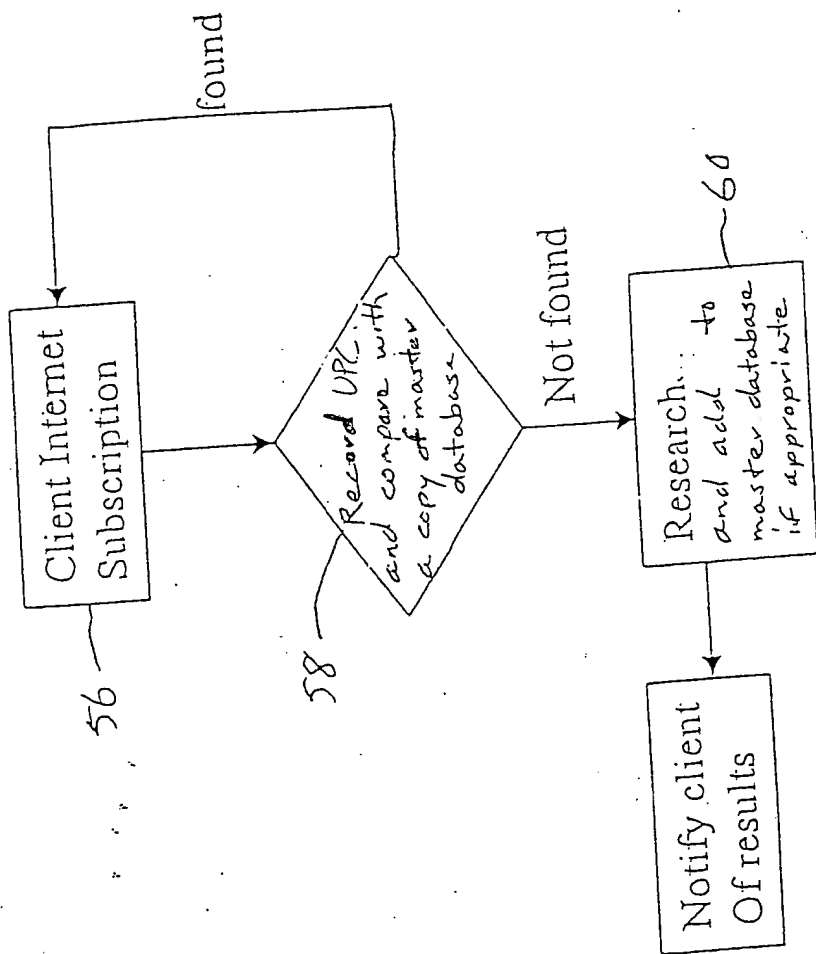 Client Internet
Subscription
56
found
58
Record UPC
and compare with
a copy of master
database
Not found
60
Research...
and add to
master database
if appropriate
Notify client
Of results